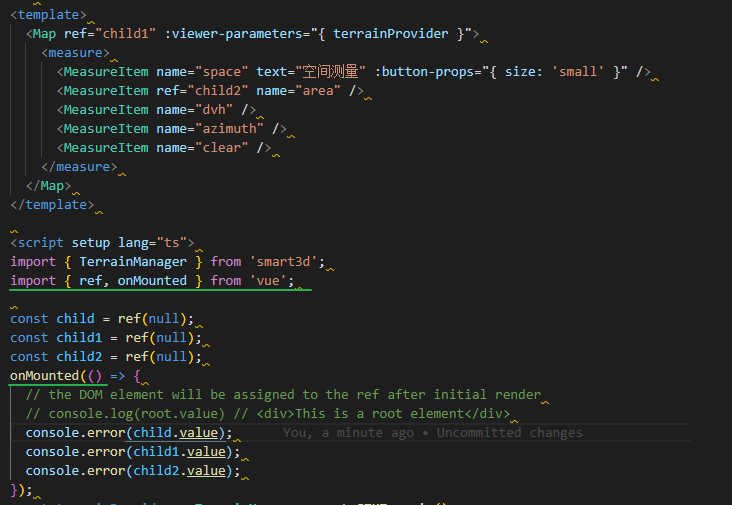 <template>
<Map ref="child1" :viewer-parameters="{ terrainProvider }">
<measure>
<MeasureItem name="space" text="空间测量" :button-props="{ size: 'small' }" />
<MeasureItem ref="child2" name="area" />
<MeasureItem name="dvh" />
<MeasureItem name="azimuth" />
<MeasureItem name="clear" />
</measure>
</Map>
</template>
<script setup lang="ts">
import { TerrainManager } from 'smart3d';
import { ref, onMounted } from 'vue';
const child = ref(null);
const child1 = ref(null);
const child2 = ref(null);
onMounted(() => {
// the DOM element will be assigned to the ref after initial render
// console.log(root.value) // <div>This is a root element</div>
console.error(child.value); You, a minute ago • Uncommitted changes
console.error(child1.value);
console.error(child2.value);
});